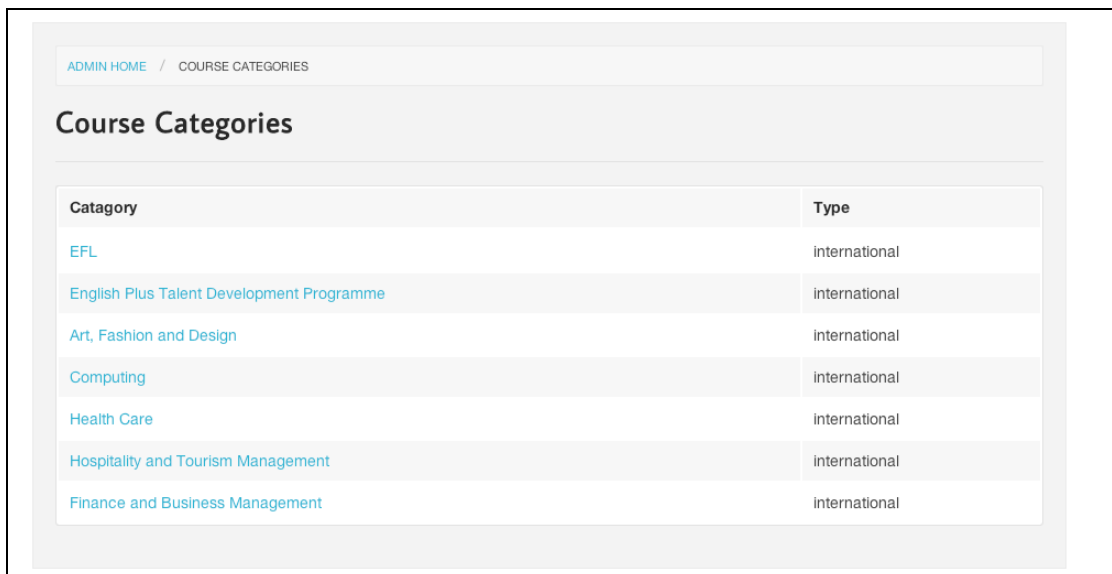 ADMIN HOME / COURSE CATEGORIES
Course Categories
Catagory Type
EFL international
English Plus Talent Development Programme international
Art, Fashion and Design international
Computing international
Health Care international
Hospitality and Tourism Management international
Finance and Business Management international